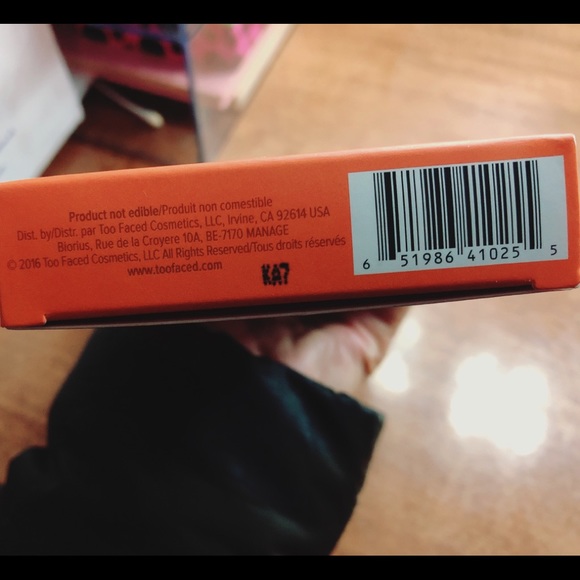 Product not edible/Produit non comestible
Dist. by/Distr. par Too Faced Cosmetics, LLC, Irvine, CA 92614 USA
Biorius, Rue de la Croyere 10A, BE-7170 MANAGE
© 2016 Too Faced Cosmetics, LLC All Rights Reserved/Tous droits réservés
www.toofaced.com
KA7
6 51986 41025 5